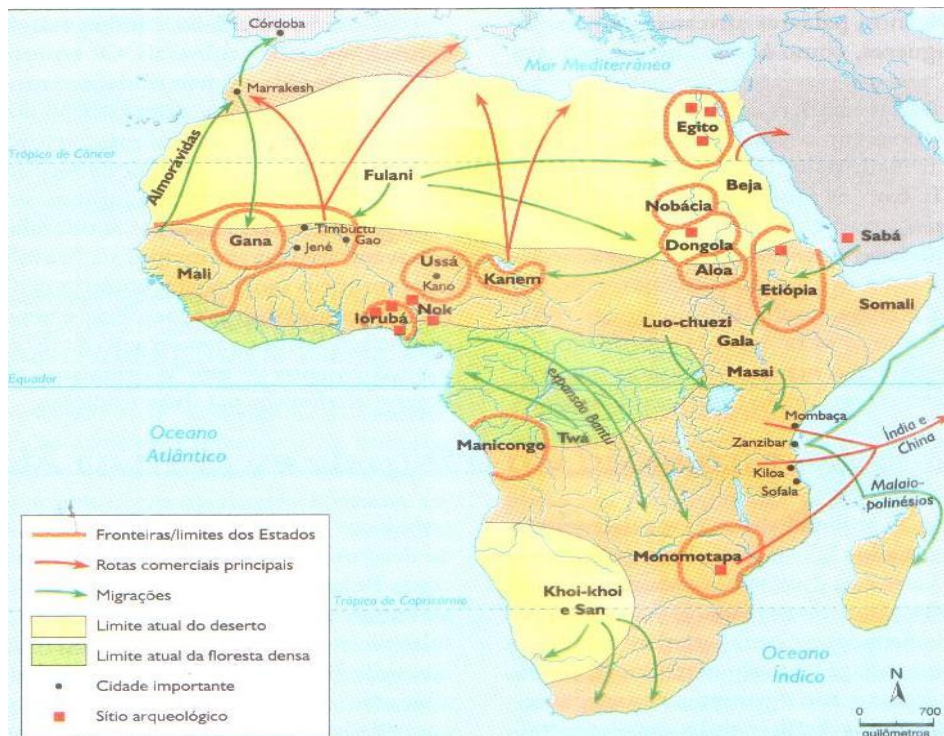 Córdoba
Mar Mediterrâneo
Marrakesh
Egito
Trópico de Câncer
Almorávidas
Fulani
Beja
Nobácia
Timbuctu
Gana
Jené
Gao
Dongola
Sabá
Ussá
Kano
Kanem
Aloa
Mali
Etiópia
Nok
Iorubá
Somali
Luo-chuezi
Gala
Masai
Equador
expansão Bantu
Mombaça
Oceano
Atlântico
Manicongo
Twá
Zanzibar
Índia e
China
Kiloa
Sofala
Malaio-
polinésios
Fronteiras/limites dos Estados
Rotas comerciais principais
Migrações
Limite atual do deserto
Limite atual da floresta densa
Cidade importante
Sítio arqueológico
Monomotapa
Khoi-khoi
e San
Trópico de Capricórnio
Oceano
Índico
N
0 700
quilômetros